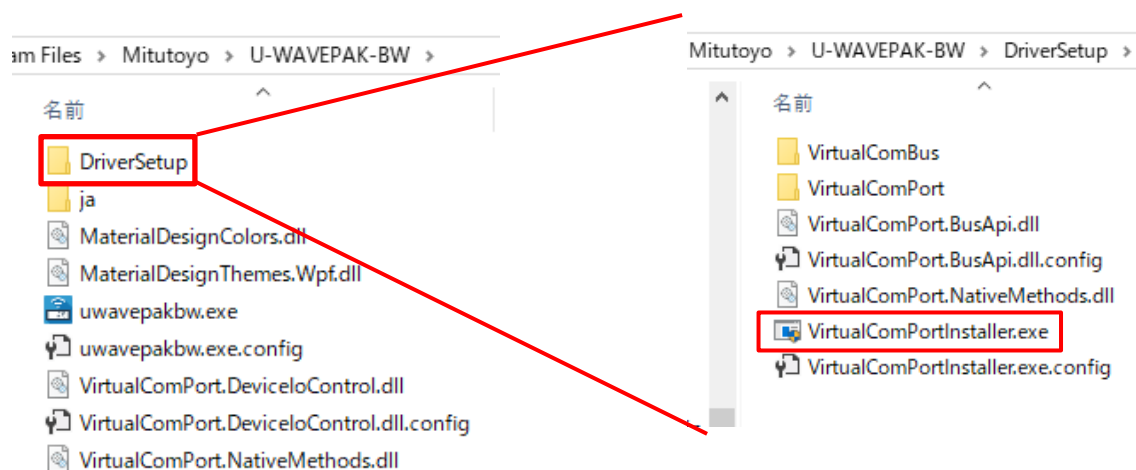 am Files > Mitutoyo > U-WAVEPAK-BW >
名前
DriverSetup
ja
MaterialDesignColors.dll
MaterialDesignThemes.Wpf.dll
uwavepakbw.exe
uwavepakbw.exe.config
VirtualComPort.DeviceIoControl.dll
VirtualComPort.DeviceIoControl.dll.config
VirtualComPort.NativeMethods.dll
Mitutoyo > U-WAVEPAK-BW > DriverSetup >
名前
VirtualComBus
VirtualComPort
VirtualComPort.BusApi.dll
VirtualComPort.BusApi.dll.config
VirtualComPort.NativeMethods.dll
VirtualComPortInstaller.exe
VirtualComPortInstaller.exe.config